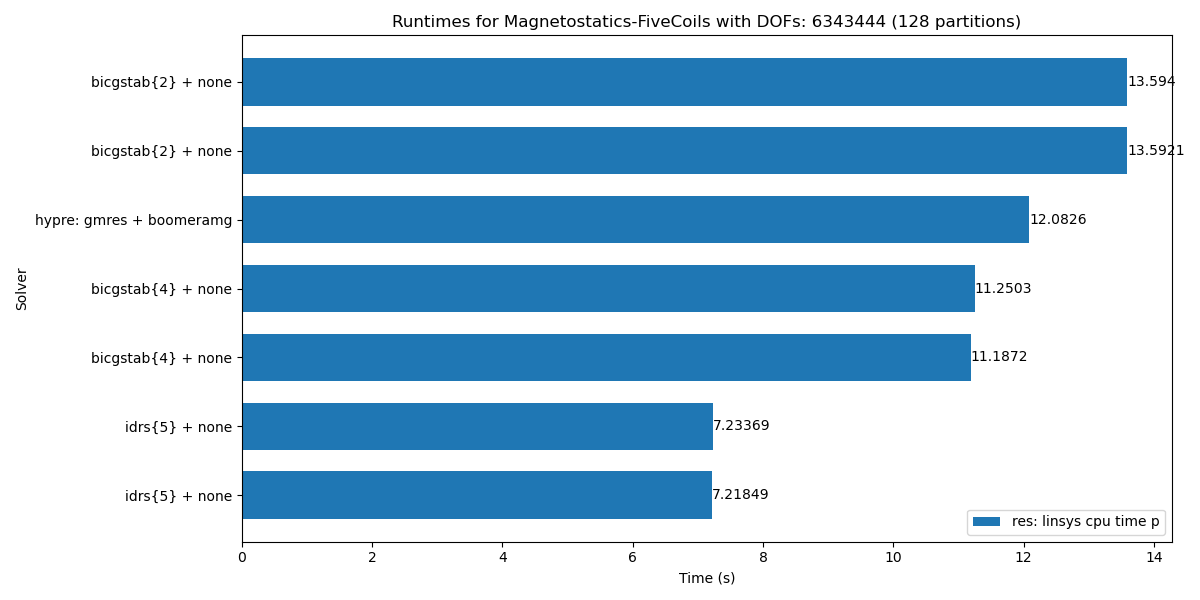 Runtimes for Magnetostatics-FiveCoils with DOFs: 6343444 (128 partitions)
bicgstab{2} + none
13.594
bicgstab{2} + none
13.5921
hypre: gmres + boomeramg
12.0826
bicgstab{4} + none
11.2503
bicgstab{4} + none
11.1872
idrs{5} + none
7.23369
idrs{5} + none
7.21849
Solver
res: linsys cpu time p
0 2 4 6 8 10 12 14
Time (s)